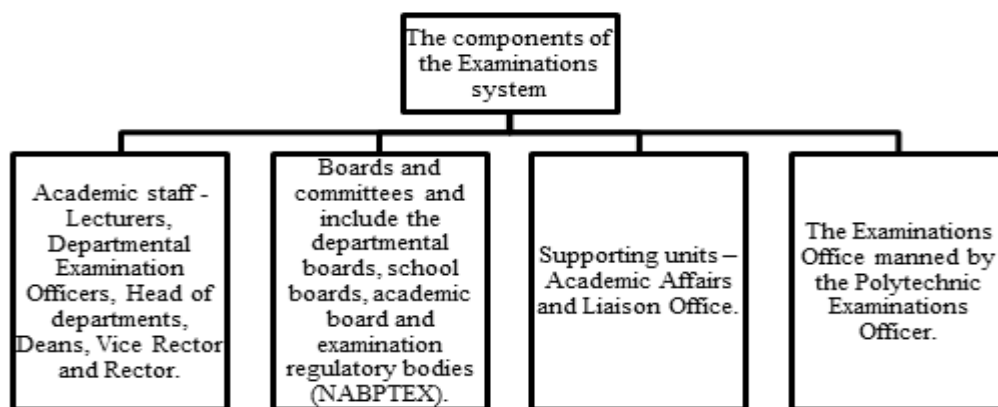 The components of
the Examinations
system
Academic staff -
Lecturers,
Departmental
Examination
Officers, Head of
departments,
Deans, Vice Rector
and Rector.
Boards and
committees and
include the
departmental
boards, school
boards, academic
board and
examination
regulatory bodies
(NABPTEX).
Supporting units –
Academic Affairs
and Liaison Office.
The Examinations
Office manned by
the Polytechnic
Examinations
Officer.